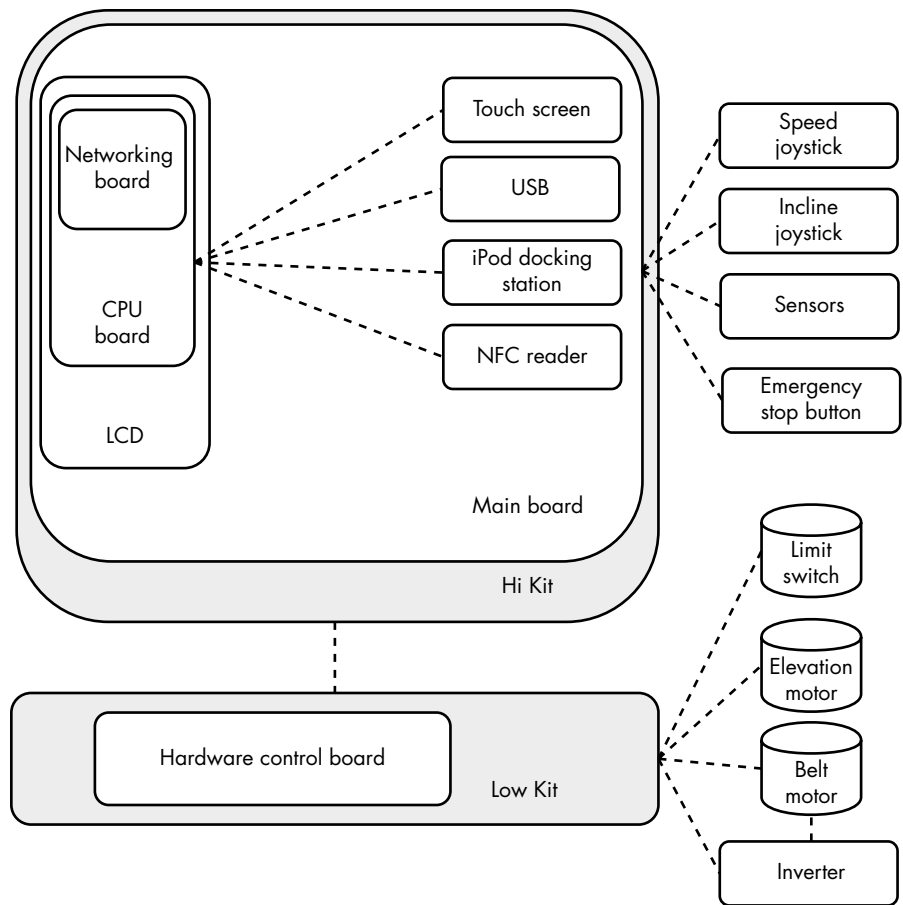 Networking
board
CPU
board
LCD
Touch screen
USB
iPod docking
station
NFC reader
Main board
Hi Kit
Speed
joystick
Incline
joystick
Sensors
Emergency
stop button
Hardware control board
Low Kit
Limit
switch
Elevation
motor
Belt
motor
Inverter